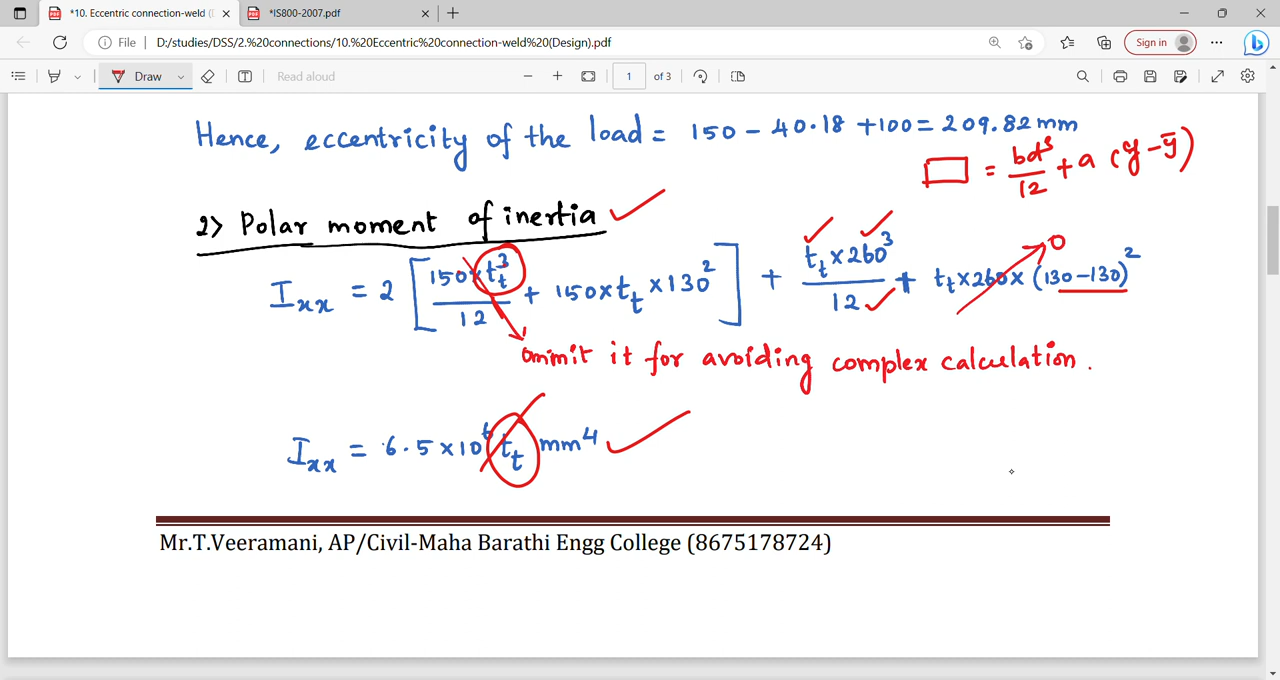 *10. Eccentric connection-weld (
*IS800-2007.pdf
File | D:/studies/DSS/2.%20connections/10.%20Eccentric%20connection-weld%20(Design).pdf
Sign in
Draw
Read aloud
1 of 3
Hence, eccentricity of the load = 150 - 40.18 + 100 = 209.82 mm
▭ = bd³/12 + a (y - ȳ)
2) Polar moment of inertia
Ixx = 2 [150×tt³/12 + 150×tt×130²] + tt×260³/12 + tt×260×(130-130)² 0
ommit it for avoiding complex calculation.
Ixx = 6.5×10⁶ tt mm⁴
Mr.T.Veeramani, AP/Civil-Maha Barathi Engg College (8675178724)